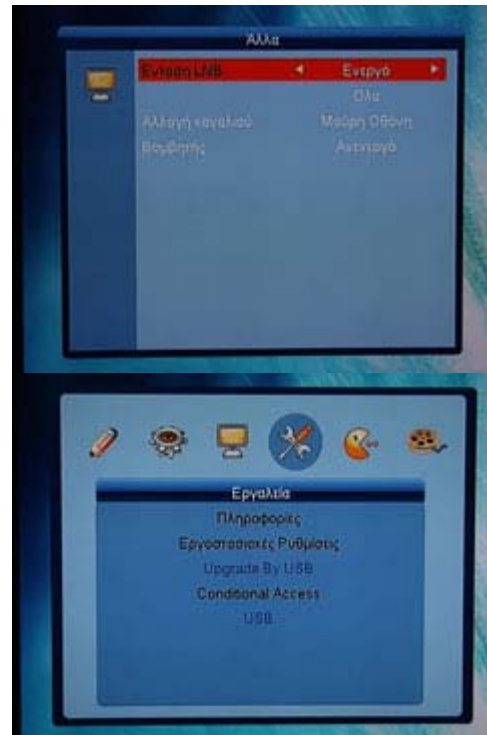 Άλλα
Ένταση LNB Ενεργό
Όλα
Αλλαγή καναλιού Μαύρη Οθόνη
Βομβητής Ανενεργό
Εργαλεία
Πληροφορίες
Εργοστασιακές Ρυθμίσεις
Upgrade By USB
Conditional Access
USB